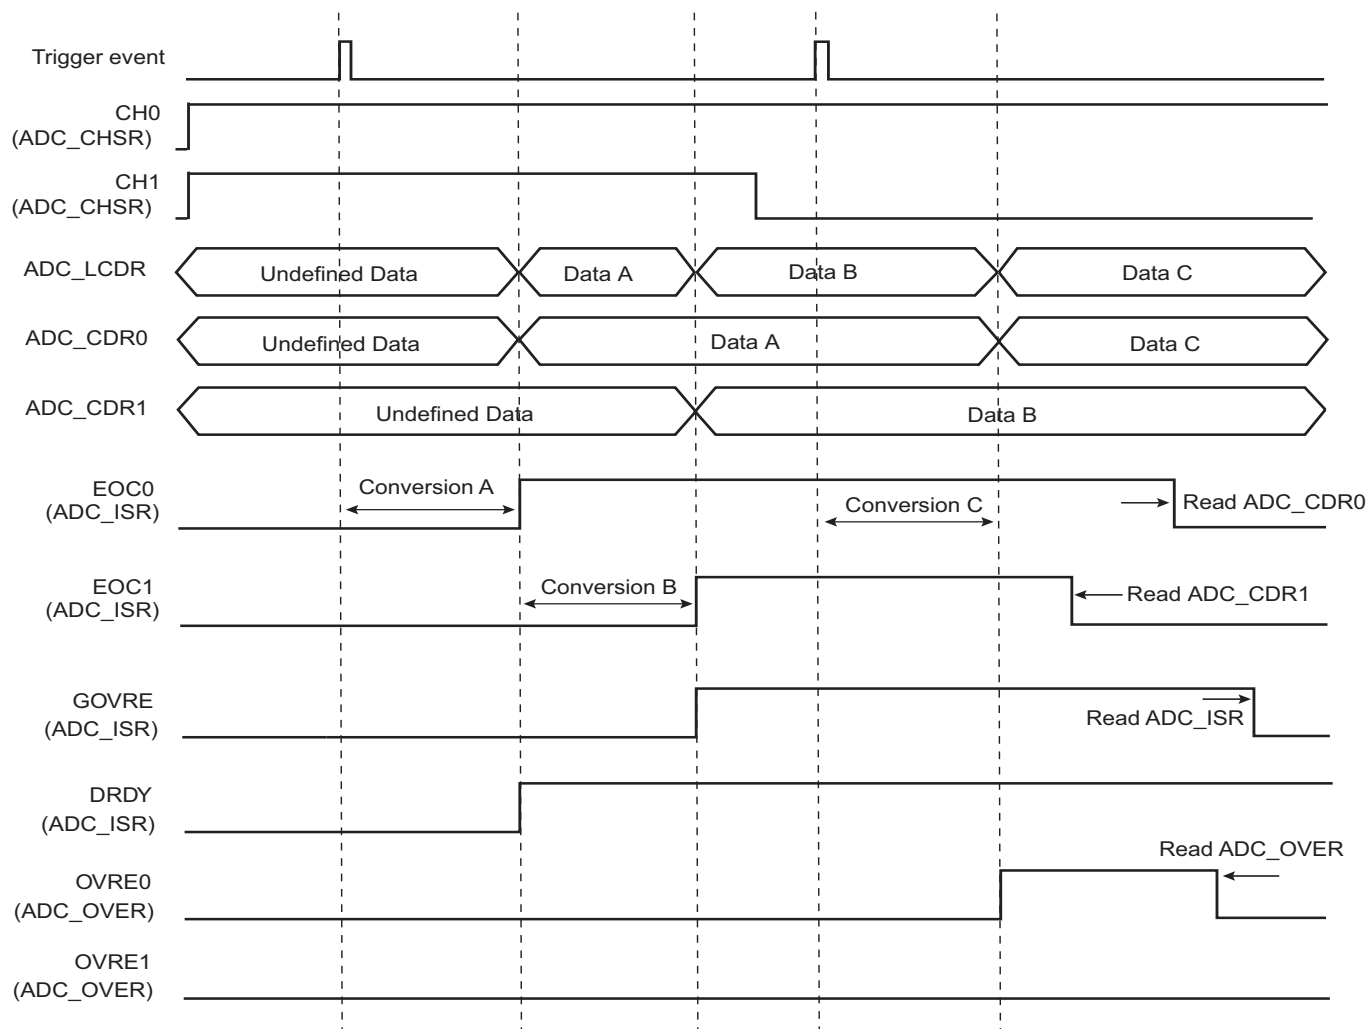 Trigger event
CH0
(ADC_CHSR)
CH1
(ADC_CHSR)
ADC_LCDR
Undefined Data
Data A
Data B
Data C
ADC_CDR0
Undefined Data
Data A
Data C
ADC_CDR1
Undefined Data
Data B
EOC0
(ADC_ISR)
Conversion A
Conversion C
Read ADC_CDR0
EOC1
(ADC_ISR)
Conversion B
Read ADC_CDR1
GOVRE
(ADC_ISR)
Read ADC_ISR
DRDY
(ADC_ISR)
Read ADC_OVER
OVRE0
(ADC_OVER)
OVRE1
(ADC_OVER)